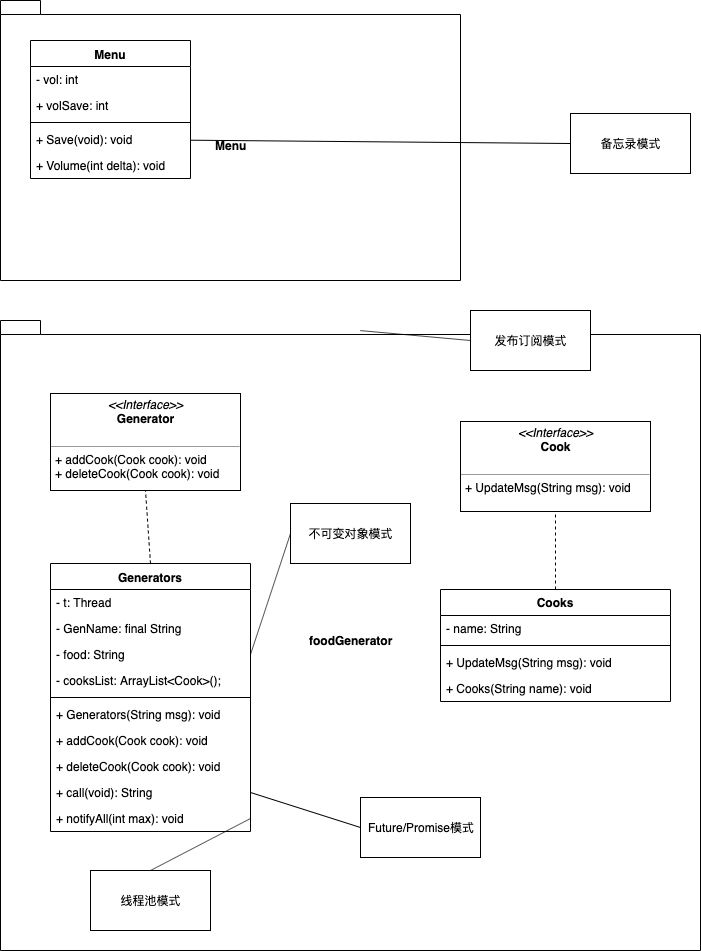 Menu
- vol: int
+ volSave: int
+ Save(void): void
+ Volume(int delta): void
Menu
备忘录模式
发布订阅模式
<<Interface>>
Generator
+ addCook(Cook cook): void
+ deleteCook(Cook cook): void
<<Interface>>
Cook
+ UpdateMsg(String msg): void
不可变对象模式
Generators
- t: Thread
- GenName: final String
- food: String
- cooksList: ArrayList<Cook>();
+ Generators(String msg): void
+ addCook(Cook cook): void
+ deleteCook(Cook cook): void
+ call(void): String
+ notifyAll(int max): void
foodGenerator
Cooks
- name: String
+ UpdateMsg(String msg): void
+ Cooks(String name): void
Future/Promise模式
线程池模式